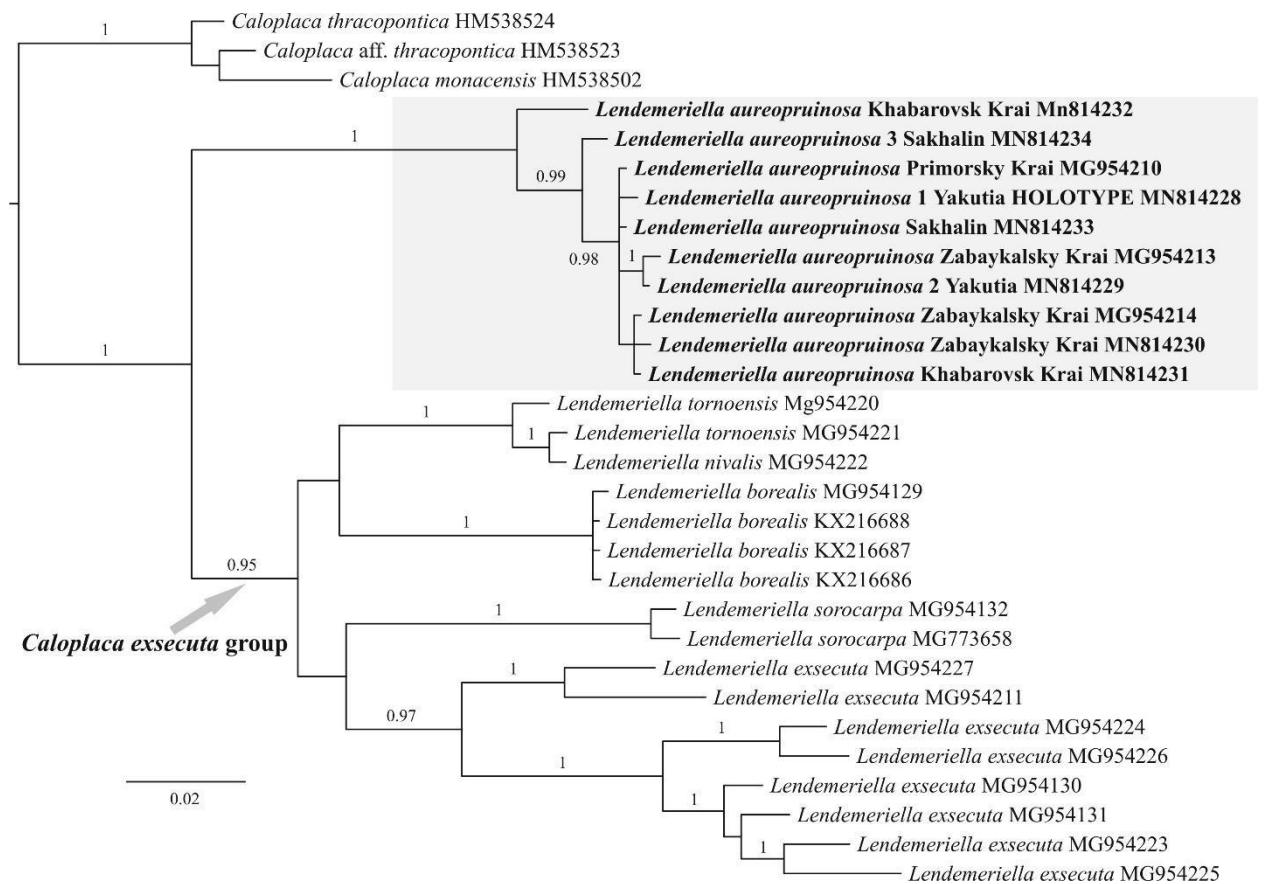 1
Caloplaca thracopontica HM538524
Caloplaca aff. thracopontica HM538523
Caloplaca monacensis HM538502
Lendemeriella aureopruinosa Khabarovsk Krai Mn814232
1
Lendemeriella aureopruinosa 3 Sakhalin MN814234
0.99
Lendemeriella aureopruinosa Primorsky Krai MG954210
Lendemeriella aureopruinosa 1 Yakutia HOLOTYPE MN814228
Lendemeriella aureopruinosa Sakhalin MN814233
0.98
1
Lendemeriella aureopruinosa Zabaykalsky Krai MG954213
Lendemeriella aureopruinosa 2 Yakutia MN814229
Lendemeriella aureopruinosa Zabaykalsky Krai MG954214
Lendemeriella aureopruinosa Zabaykalsky Krai MN814230
1
Lendemeriella aureopruinosa Khabarovsk Krai MN814231
Lendemeriella tornoensis Mg954220
1
1
Lendemeriella tornoensis MG954221
Lendemeriella nivalis MG954222
Lendemeriella borealis MG954129
1
Lendemeriella borealis KX216688
Lendemeriella borealis KX216687
0.95
Lendemeriella borealis KX216686
1
Lendemeriella sorocarpa MG954132
Caloplaca exsecuta group
Lendemeriella sorocarpa MG773658
1
Lendemeriella exsecuta MG954227
Lendemeriella exsecuta MG954211
0.97
1
Lendemeriella exsecuta MG954224
Lendemeriella exsecuta MG954226
1
Lendemeriella exsecuta MG954130
0.02
1
Lendemeriella exsecuta MG954131
1
Lendemeriella exsecuta MG954223
Lendemeriella exsecuta MG954225